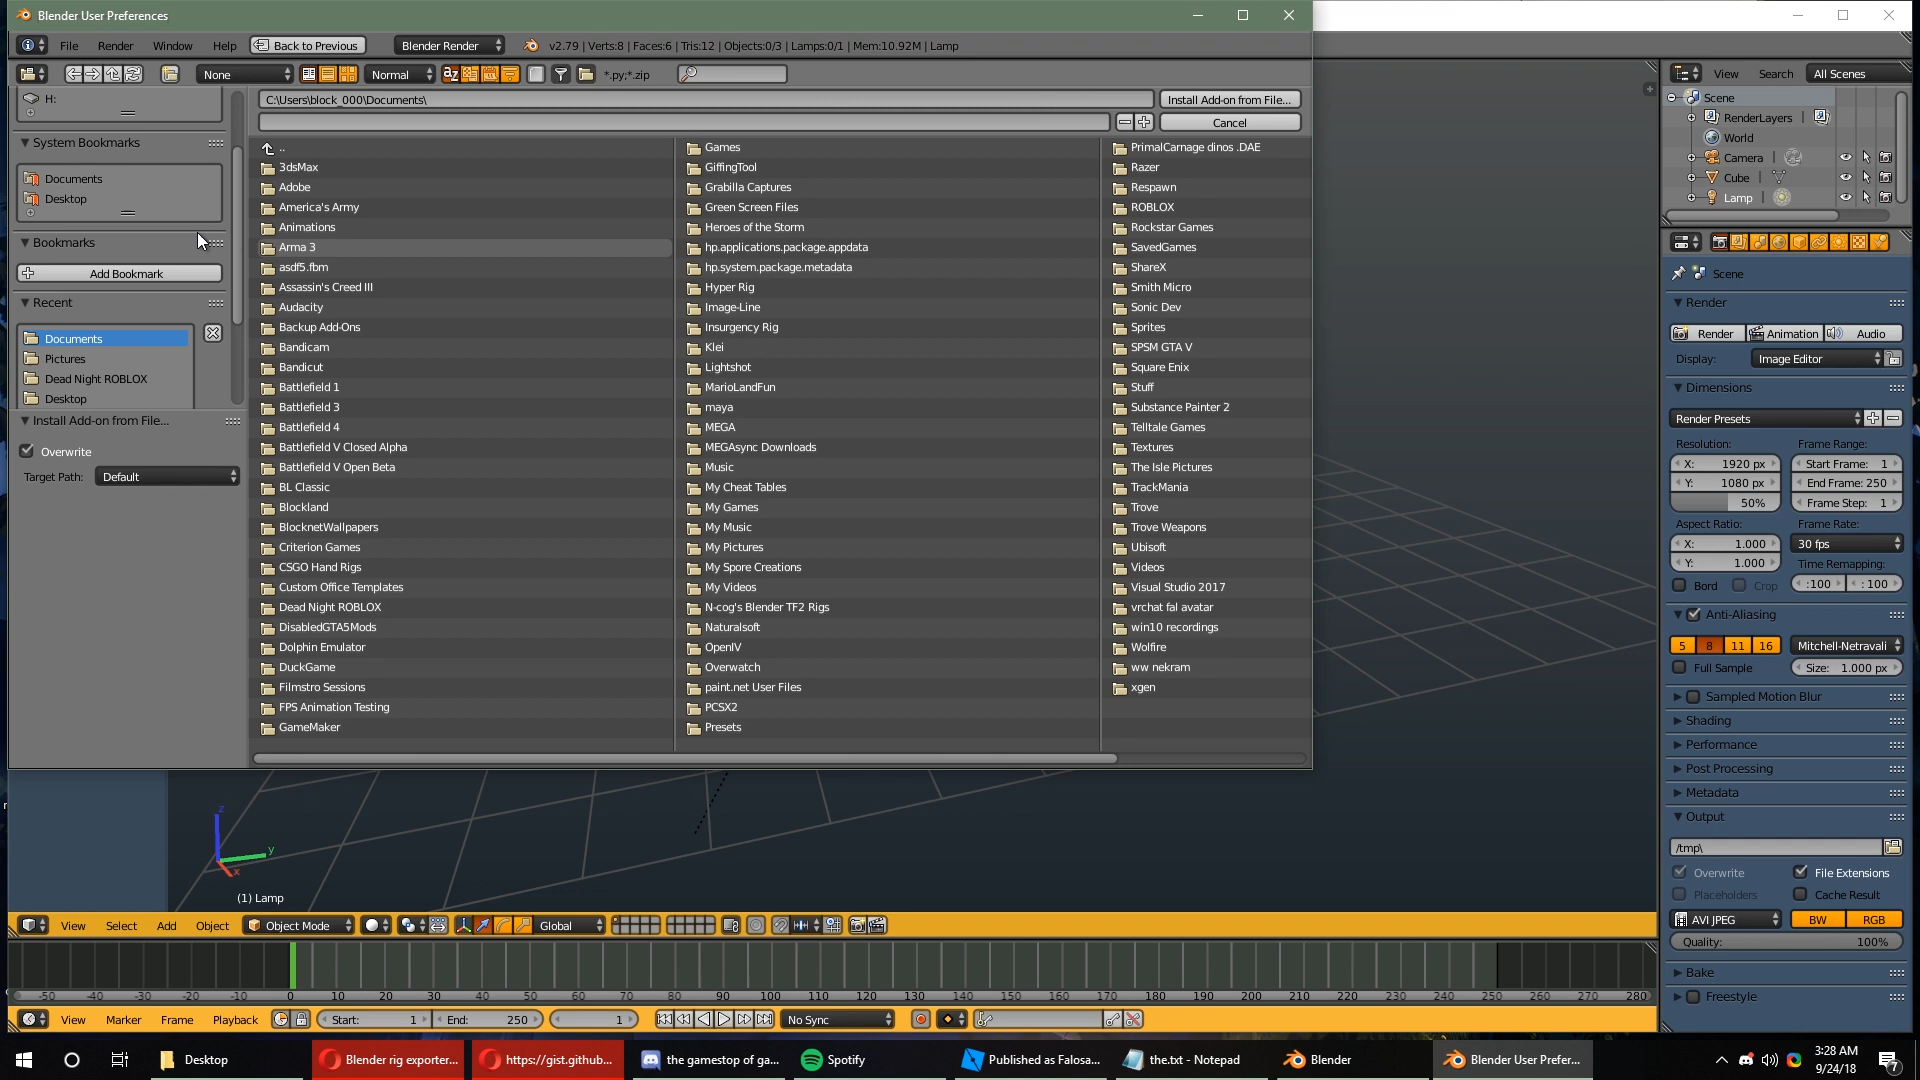 Blender User Preferences
File Render Window Help Back to Previous Blender Render v2.79 | Verts:8 | Faces:6 | Tris:12 | Objects:0/3 | Lamps:0/1 | Mem:10.92M | Lamp
None Normal *.py;*.zip
H:
System Bookmarks
Documents
Desktop
Bookmarks
Add Bookmark
Recent
Documents
Pictures
Dead Night ROBLOX
Desktop
Install Add-on from File...
Overwrite
Target Path: Default
C:\Users\block_000\Documents\ Install Add-on from File...
Cancel
..
3dsMax
Adobe
America's Army
Animations
Arma 3
asdf5.fbm
Assassin's Creed III
Audacity
Backup Add-Ons
Bandicam
Bandicut
Battlefield 1
Battlefield 3
Battlefield 4
Battlefield V Closed Alpha
Battlefield V Open Beta
BL Classic
Blockland
BlocknetWallpapers
Criterion Games
CSGO Hand Rigs
Custom Office Templates
Dead Night ROBLOX
DisabledGTA5Mods
Dolphin Emulator
DuckGame
Filmstro Sessions
FPS Animation Testing
GameMaker
Games
GiffingTool
Grabilla Captures
Green Screen Files
Heroes of the Storm
hp.applications.package.appdata
hp.system.package.metadata
Hyper Rig
Image-Line
Insurgency Rig
Klei
Lightshot
MarioLandFun
maya
MEGA
MEGAsync Downloads
Music
My Cheat Tables
My Games
My Music
My Pictures
My Spore Creations
My Videos
N-cog's Blender TF2 Rigs
Naturalsoft
OpenIV
Overwatch
paint.net User Files
PCSX2
Presets
PrimalCarnage dinos .DAE
Razer
Respawn
ROBLOX
Rockstar Games
SavedGames
ShareX
Smith Micro
Sonic Dev
Sprites
SPSM GTA V
Square Enix
Stuff
Substance Painter 2
Telltale Games
Textures
The Isle Pictures
TrackMania
Trove
Trove Weapons
Ubisoft
Videos
Visual Studio 2017
vrchat fal avatar
win10 recordings
Wolfire
ww nekram
xgen
View Search All Scenes
Scene
RenderLayers
World
Camera
Cube
Lamp
Scene
Render
Render Animation Audio
Display: Image Editor
Dimensions
Render Presets
Resolution: Frame Range:
X: 1920 px Start Frame: 1
Y: 1080 px End Frame: 250
50% Frame Step: 1
Aspect Ratio: Frame Rate:
X: 1.000 30 fps
Y: 1.000 Time Remapping:
Bord Crop :100 : 100
Anti-Aliasing
5 8 11 16 Mitchell-Netravali
Full Sample Size: 1.000 px
Sampled Motion Blur
Shading
Performance
Post Processing
Metadata
Output
/tmp\
Overwrite File Extensions
Placeholders Cache Result
AVI JPEG BW RGB
Quality: 100%
Bake
Freestyle
z
y
x
(1) Lamp
View Select Add Object Object Mode Global
-50 -40 -30 -20 -10 0 10 20 30 40 50 60 70 80 90 100 110 120 130 140 150 160 170 180 190 200 210 220 230 240 250 260 270 280
View Marker Frame Playback Start: 1 End: 250 1 No Sync
Desktop Blender rig exporter... https://gist.github... the gamestop of ga... Spotify Published as Falosa... the.txt - Notepad Blender Blender User Prefer...
3:28 AM
9/24/18
7